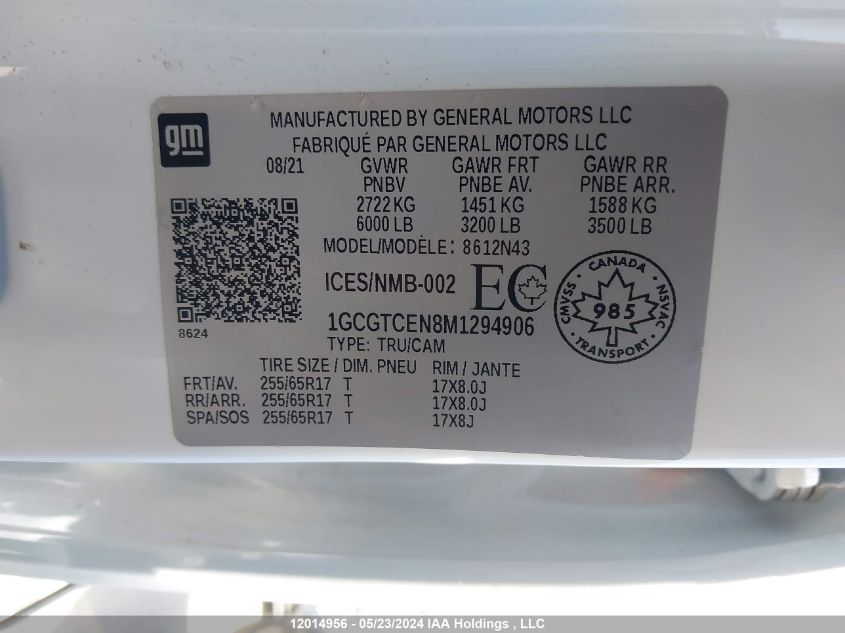 gm
MANUFACTURED BY GENERAL MOTORS LLC
FABRIQUÉ PAR GENERAL MOTORS LLC
08/21 GVWR GAWR FRT GAWR RR
PNBV PNBE AV. PNBE ARR.
2722 KG 1451 KG 1588 KG
6000 LB 3200 LB 3500 LB
MODEL/MODÈLE: 8612N43
ICES/NMB-002 EC
CANADA
CMVSS 985 NSVAC
TRANSPORT
8624
1GCGTCEN8M1294906
TYPE: TRU/CAM
TIRE SIZE / DIM. PNEU RIM / JANTE
FRT/AV. 255/65R17 T 17X8.0J
RR/ARR. 255/65R17 T 17X8.0J
SPA/SOS 255/65R17 T 17X8J
12014956 - 05/23/2024 IAA Holdings , LLC